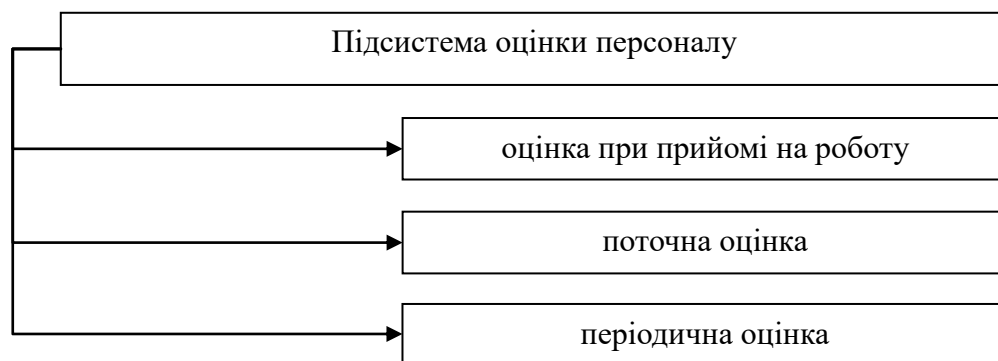 Підсистема оцінки персоналу
оцінка при прийомі на роботу
поточна оцінка
періодична оцінка